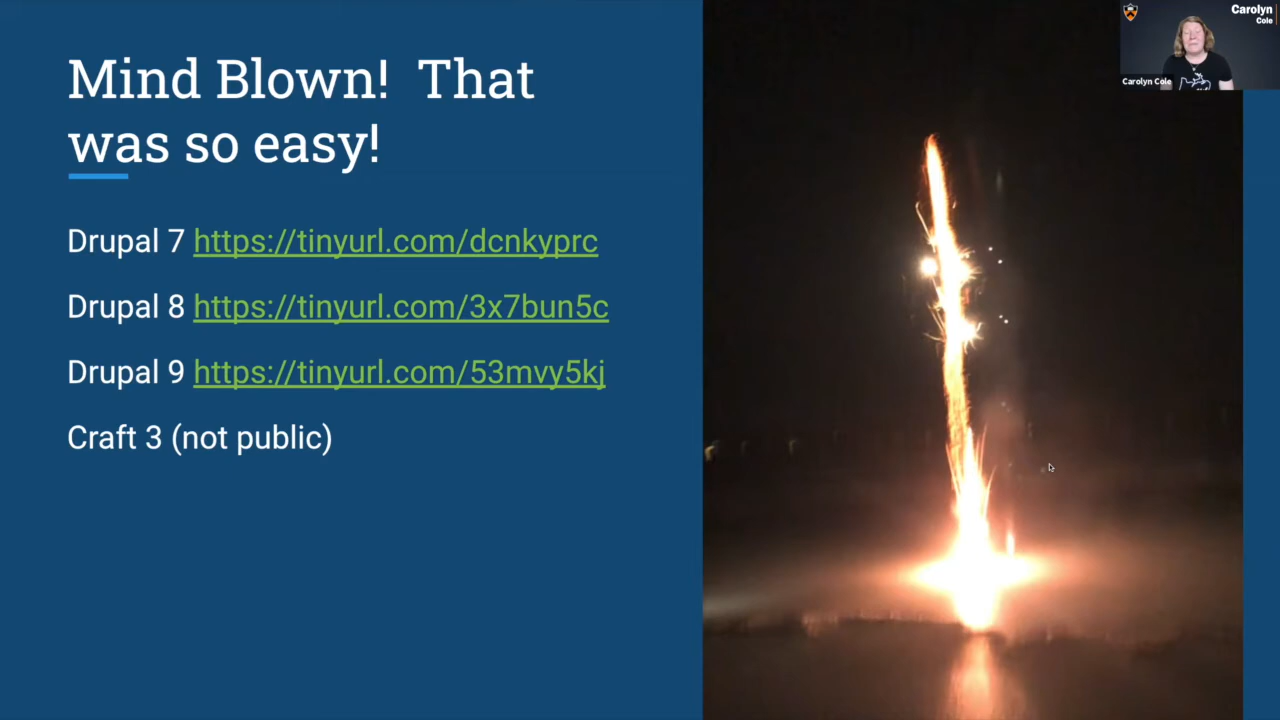 Mind Blown!  That
was so easy!
Drupal 7 https://tinyurl.com/dcnkyprc
Drupal 8 https://tinyurl.com/3x7bun5c
Drupal 9 https://tinyurl.com/53mvy5kj
Craft 3 (not public)
Carolyn
Cole
Carolyn Cole